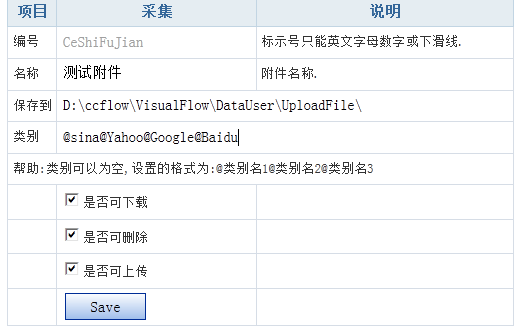 项目 采集 说明
编号 CeShiFuJian 标示号只能英文字母数字或下滑线.
名称 测试附件 附件名称.
保存到 D:\ccflow\VisualFlow\DataUser\UploadFile\
类别 @sina@Yahoo@Google@Baidu
帮助:类别可以为空,设置的格式为:@类别名1@类别名2@类别名3
是否可下载
是否可删除
是否可上传
Save